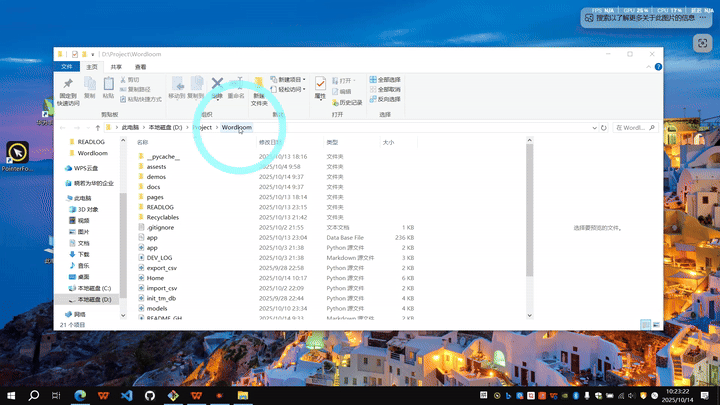 FPS N/A GPU 26% CPU 17% N/A
搜索以了解更多关于此图片的信息
D:\Project\Wordloom
文件 主页 共享 查看
固定到快速访问 复制 粘贴 剪切 复制路径 粘贴快捷方式 移动到 复制到 删除 重命名 新建文件夹 新建项目 轻松访问 属性 打开 编辑 历史记录 全部选择 全部取消 反向选择
剪贴板 组织 新建 打开 选择
此电脑 > 本地磁盘 (D:) > Project > Wordloom
在 Wordl...
READLOG
Wordloom
WPS云盘
精若为华的企业
此电脑
3D 对象
视频
图片
文档
下载
音乐
桌面
本地磁盘 (C:)
本地磁盘 (D:)
网络
名称 修改日期 类型 大小
__pycache__ 2025/10/13 18:16 文件夹
assests 2025/10/4 9:58 文件夹
demos 2025/10/14 9:37 文件夹
docs 2025/10/14 9:37 文件夹
pages 2025/10/13 18:14 文件夹
READLOG 2025/10/13 23:15 文件夹
Recyclables 2025/10/13 21:42 文件夹
.gitignore 2025/10/2 21:55 文本文档 1 KB
app 2025/10/13 23:04 Data Base File 236 KB
app 2025/10/3 21:38 Python 源文件 2 KB
DEV_LOG 2025/10/3 21:38 Markdown 源文件 3 KB
export_csv 2025/9/28 22:58 Python 源文件 2 KB
Home 2025/10/14 10:17 Python 源文件 6 KB
import_csv 2025/10/2 22:09 Python 源文件 2 KB
init_tm_db 2025/9/28 22:44 Python 源文件 4 KB
models 2025/10/10 23:34 Python 源文件 4 KB
README_GH 2025/10/14 9:33 Markdown 源文件 2 KB
选择要预览的文件。
21 个项目
PointerFo...
10:23:22
2025/10/14